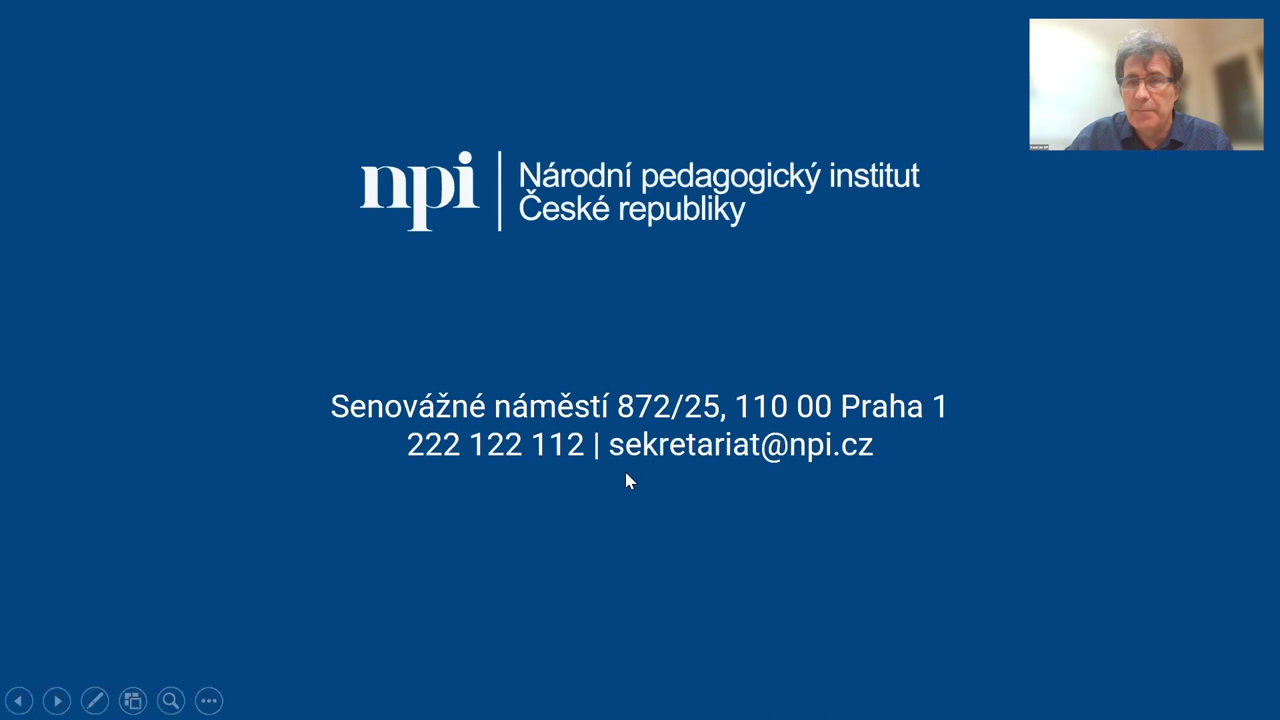 npi
Národní pedagogický institut
České republiky
Senovážné náměstí 872/25, 110 00 Praha 1
222 122 112 | sekretariat@npi.cz